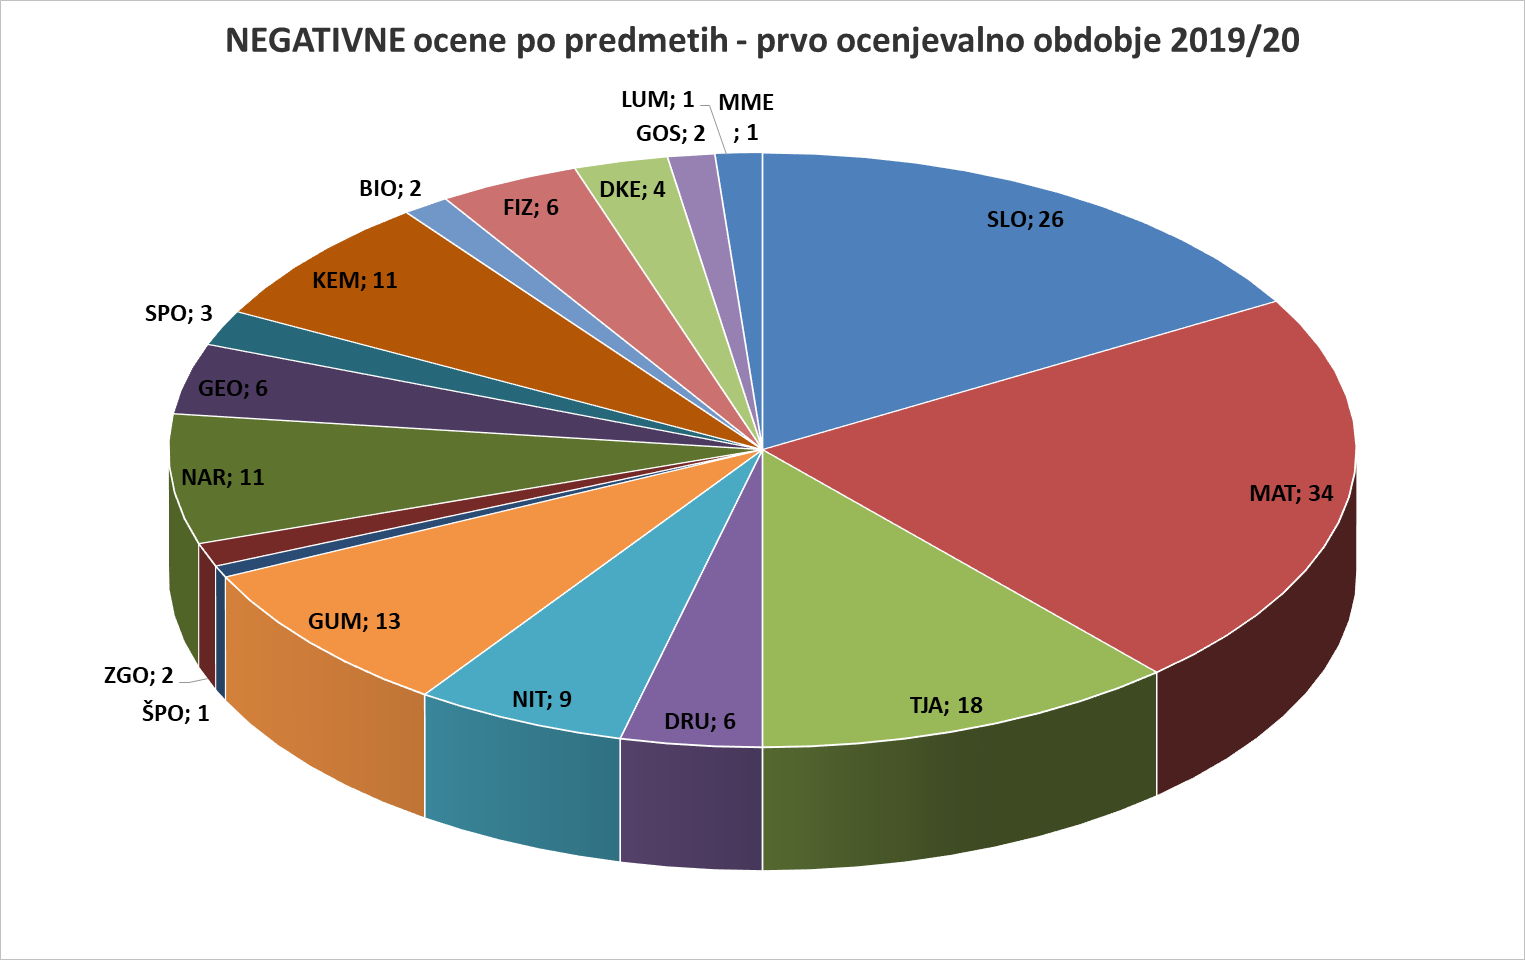 NEGATIVNE ocene po predmetih - prvo ocenjevalno obdobje 2019/20
LUM; 1
MME
; 1
GOS; 2
BIO; 2
FIZ; 6
DKE; 4
SLO; 26
KEM; 11
SPO; 3
GEO; 6
NAR; 11
MAT; 34
GUM; 13
ZGO; 2
ŠPO; 1
NIT; 9
DRU; 6
TJA; 18